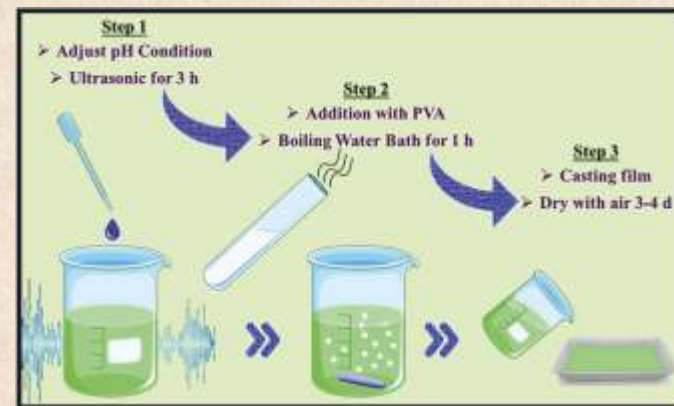 Step 1
➤ Adjust pH Condition
➤ Ultrasonic for 3 h
Step 2
➤ Addition with PVA
➤ Boiling Water Bath for 1 h
Step 3
➤ Casting film
➤ Dry with air 3-4 d